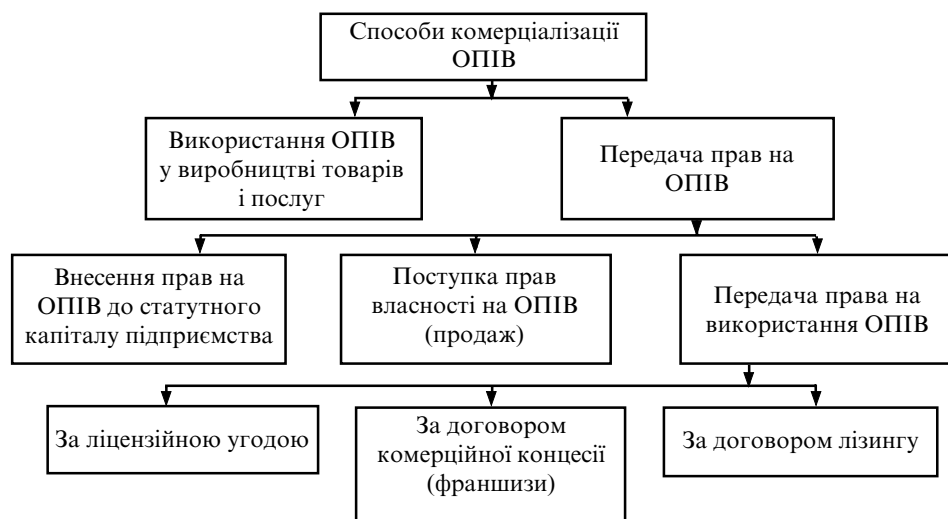 Способи комерціалізації
ОПІВ
Використання ОПІВ
у виробництві товарів
і послуг
Передача прав на
ОПІВ
Внесення прав на
ОПІВ до статутного
капіталу підприємства
Поступка прав
власності на ОПІВ
(продаж)
Передача права на
використання ОПІВ
За ліцензійною угодою
За договором
комерційної концесії
(франшизи)
За договором лізингу